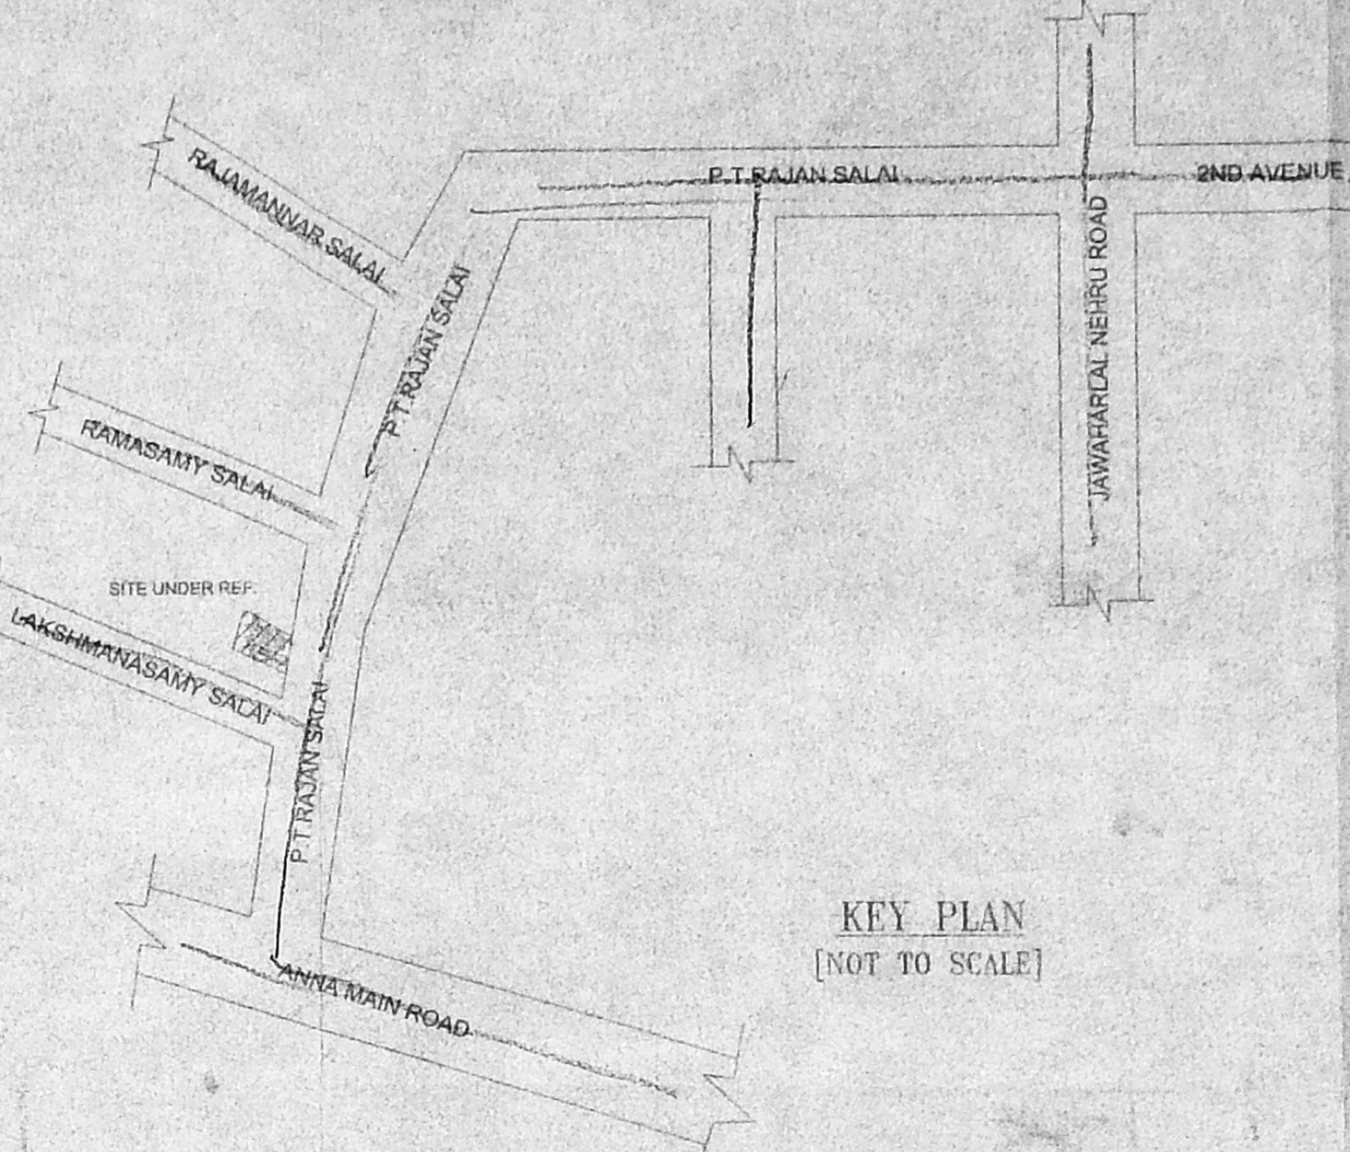 P.T.RAJAN SALAI
2ND AVENUE
RAJAMANNAR SALAI
P.T.RAJAN SALAI
JAWAHARLAL NEHRU ROAD
RAMASAMY SALAI
SITE UNDER REF.
LAKSHMANASAMY SALAI
P.T.RAJAN SALAI
ANNA MAIN ROAD
KEY PLAN
[NOT TO SCALE]